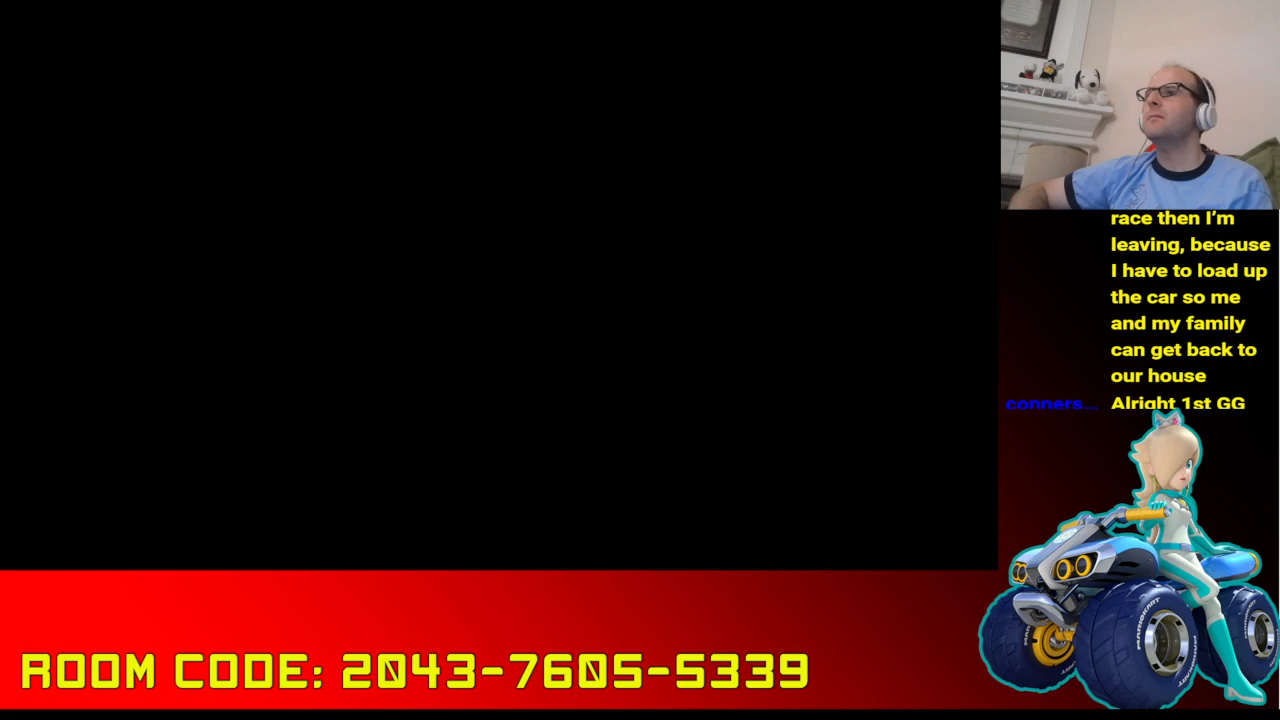 race then I'm
leaving, because
I have to load up
the car so me
and my family
can get back to
our house
conners... Alright 1st GG
ROOM CODE: 2043-7605-5339
MARIOKART